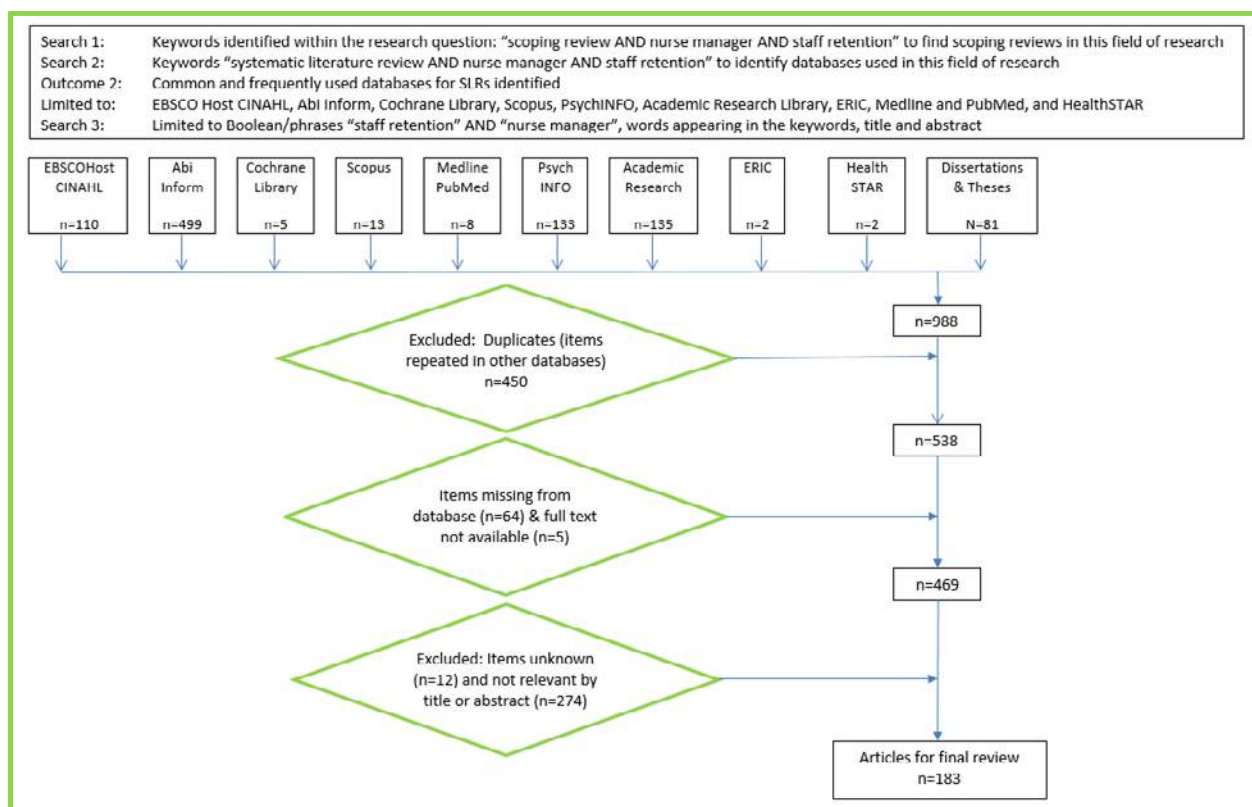 Search 1: Keywords identified within the research question: “scoping review AND nurse manager AND staff retention” to find scoping reviews in this field of research
Search 2: Keywords “systematic literature review AND nurse manager AND staff retention” to identify databases used in this field of research
Outcome 2: Common and frequently used databases for SLRs identified
Limited to: EBSCO Host CINAHL, Abi Inform, Cochrane Library, Scopus, PsychINFO, Academic Research Library, ERIC, Medline and PubMed, and HealthSTAR
Search 3: Limited to Boolean/phrases “staff retention” AND “nurse manager”, words appearing in the keywords, title and abstract
EBSCOHost
CINAHL
n=110
Abi
Inform
n=499
Cochrane
Library
n=5
Scopus
n=13
Medline
PubMed
n=8
Psych
INFO
n=133
Academic
Research
n=135
ERIC
n=2
Health
STAR
n=2
Dissertations
& Theses
N=81
n=988
Excluded: Duplicates (items
repeated in other databases)
n=450
n=538
Items missing from
database (n=64) & full text
not available (n=5)
n=469
Excluded: Items unknown
(n=12) and not relevant by
title or abstract (n=274)
Articles for final review
n=183